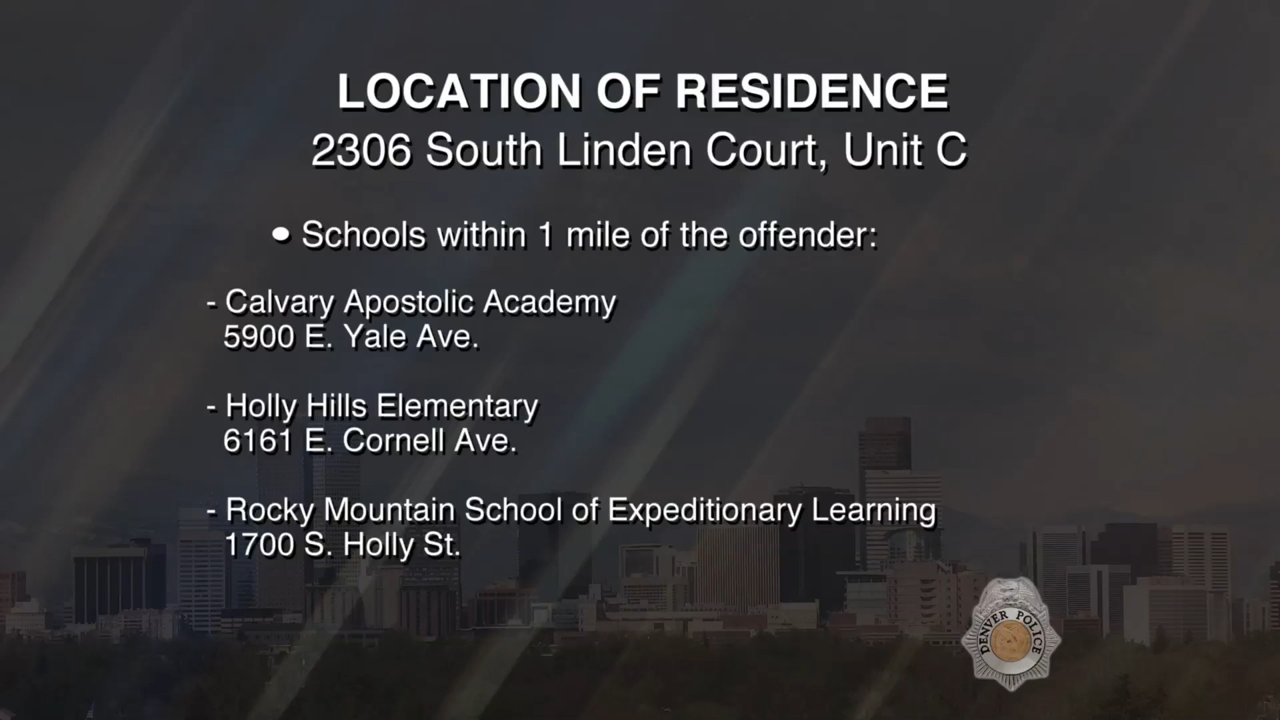 LOCATION OF RESIDENCE
2306 South Linden Court, Unit C
• Schools within 1 mile of the offender:
- Calvary Apostolic Academy
5900 E. Yale Ave.
- Holly Hills Elementary
6161 E. Cornell Ave.
- Rocky Mountain School of Expeditionary Learning
1700 S. Holly St.
DENVER POLICE